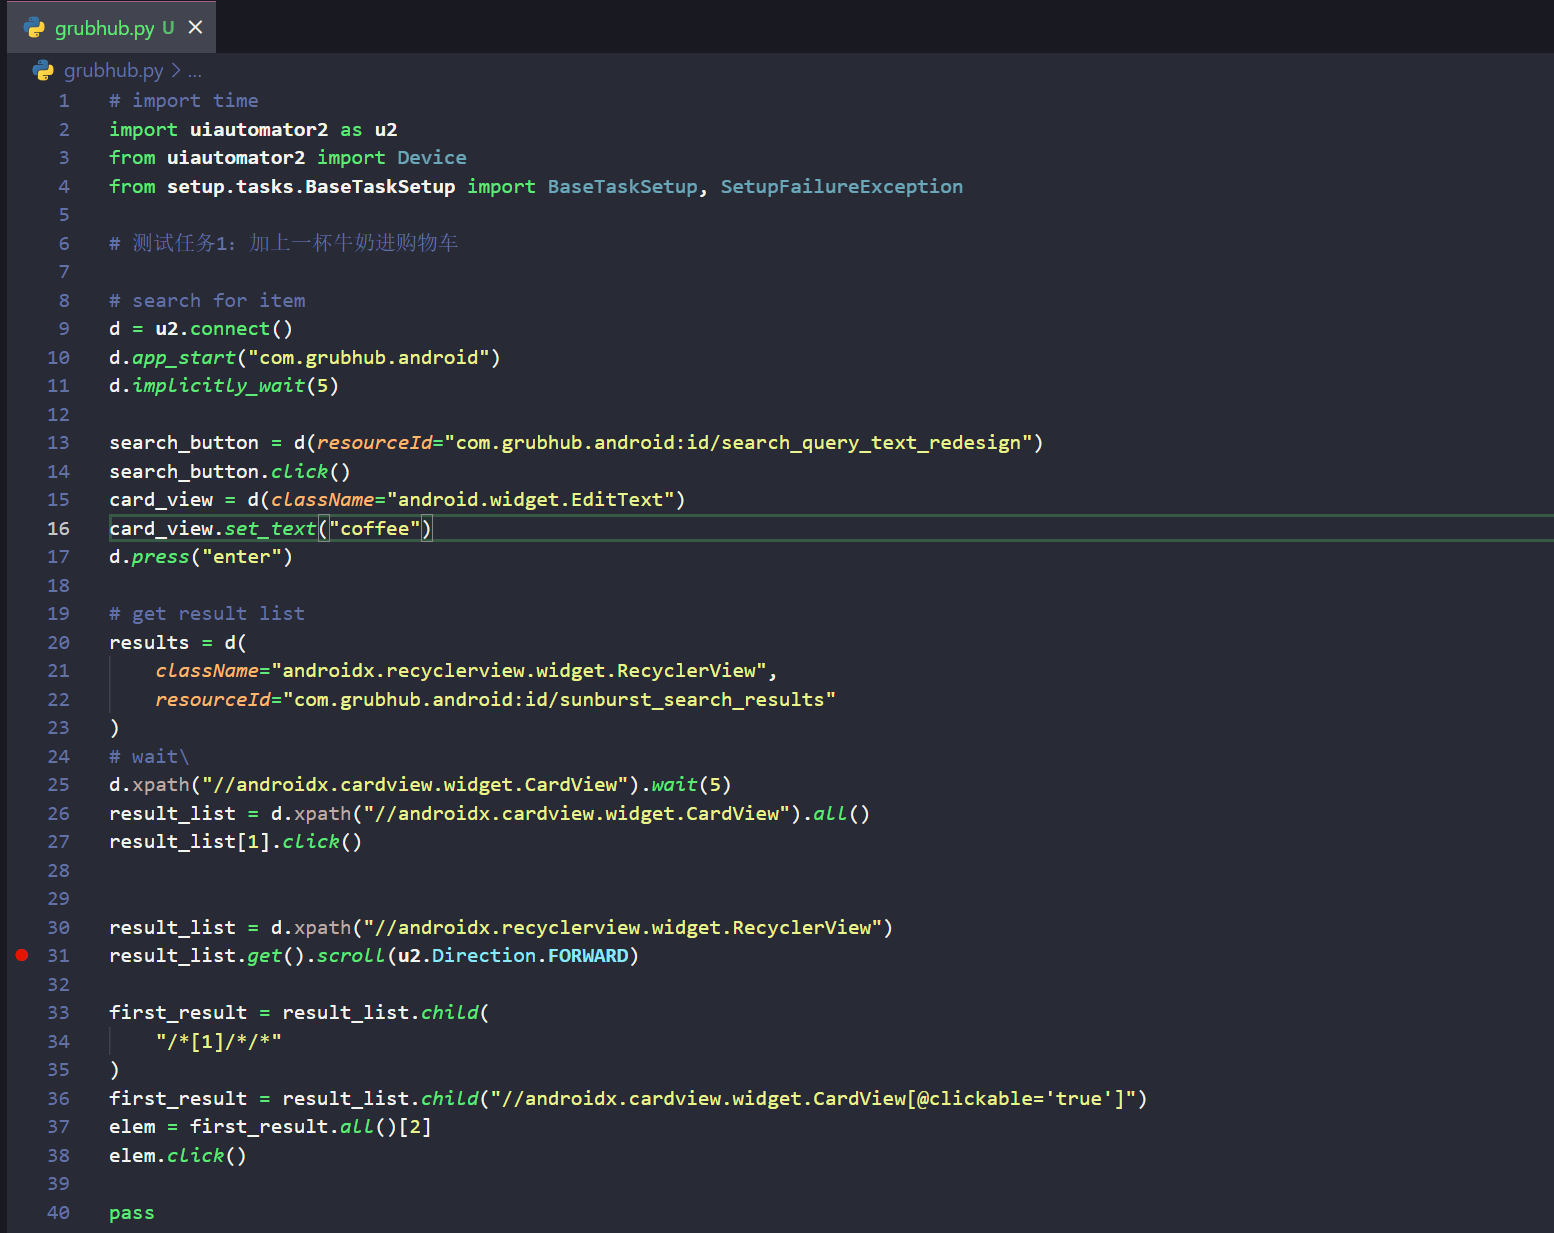 grubhub.py U
grubhub.py > ...
1 # import time
2 import uiautomator2 as u2
3 from uiautomator2 import Device
4 from setup.tasks.BaseTaskSetup import BaseTaskSetup, SetupFailureException
5
6 # 测试任务1: 加上一杯牛奶进购物车
7
8 # search for item
9 d = u2.connect()
10 d.app_start("com.grubhub.android")
11 d.implicitly_wait(5)
12
13 search_button = d(resourceId="com.grubhub.android:id/search_query_text_redesign")
14 search_button.click()
15 card_view = d(className="android.widget.EditText")
16 card_view.set_text("coffee")
17 d.press("enter")
18
19 # get result list
20 results = d(
21     className="androidx.recyclerview.widget.RecyclerView",
22     resourceId="com.grubhub.android:id/sunburst_search_results"
23 )
24 # wait\
25 d.xpath("//androidx.cardview.widget.CardView").wait(5)
26 result_list = d.xpath("//androidx.cardview.widget.CardView").all()
27 result_list[1].click()
28
29
30 result_list = d.xpath("//androidx.recyclerview.widget.RecyclerView")
31 result_list.get().scroll(u2.Direction.FORWARD)
32
33 first_result = result_list.child(
34     "/*[1]/*/*"
35 )
36 first_result = result_list.child("//androidx.cardview.widget.CardView[@clickable='true']")
37 elem = first_result.all()[2]
38 elem.click()
39
40 pass